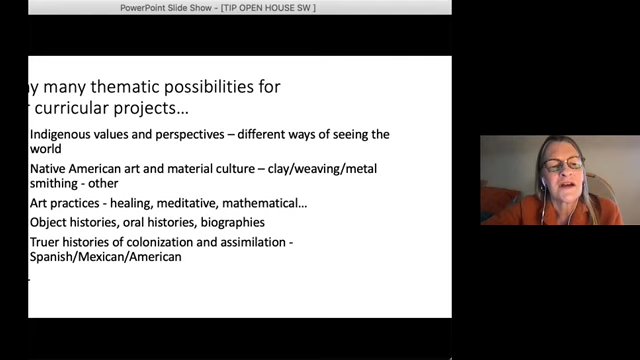 PowerPoint Slide Show - [TIP OPEN HOUSE SW ]
many thematic possibilities for
curricular projects…
Indigenous values and perspectives – different ways of seeing the
world
Native American art and material culture – clay/weaving/metal
smithing - other
Art practices - healing, meditative, mathematical…
Object histories, oral histories, biographies
Truer histories of colonization and assimilation -
Spanish/Mexican/American